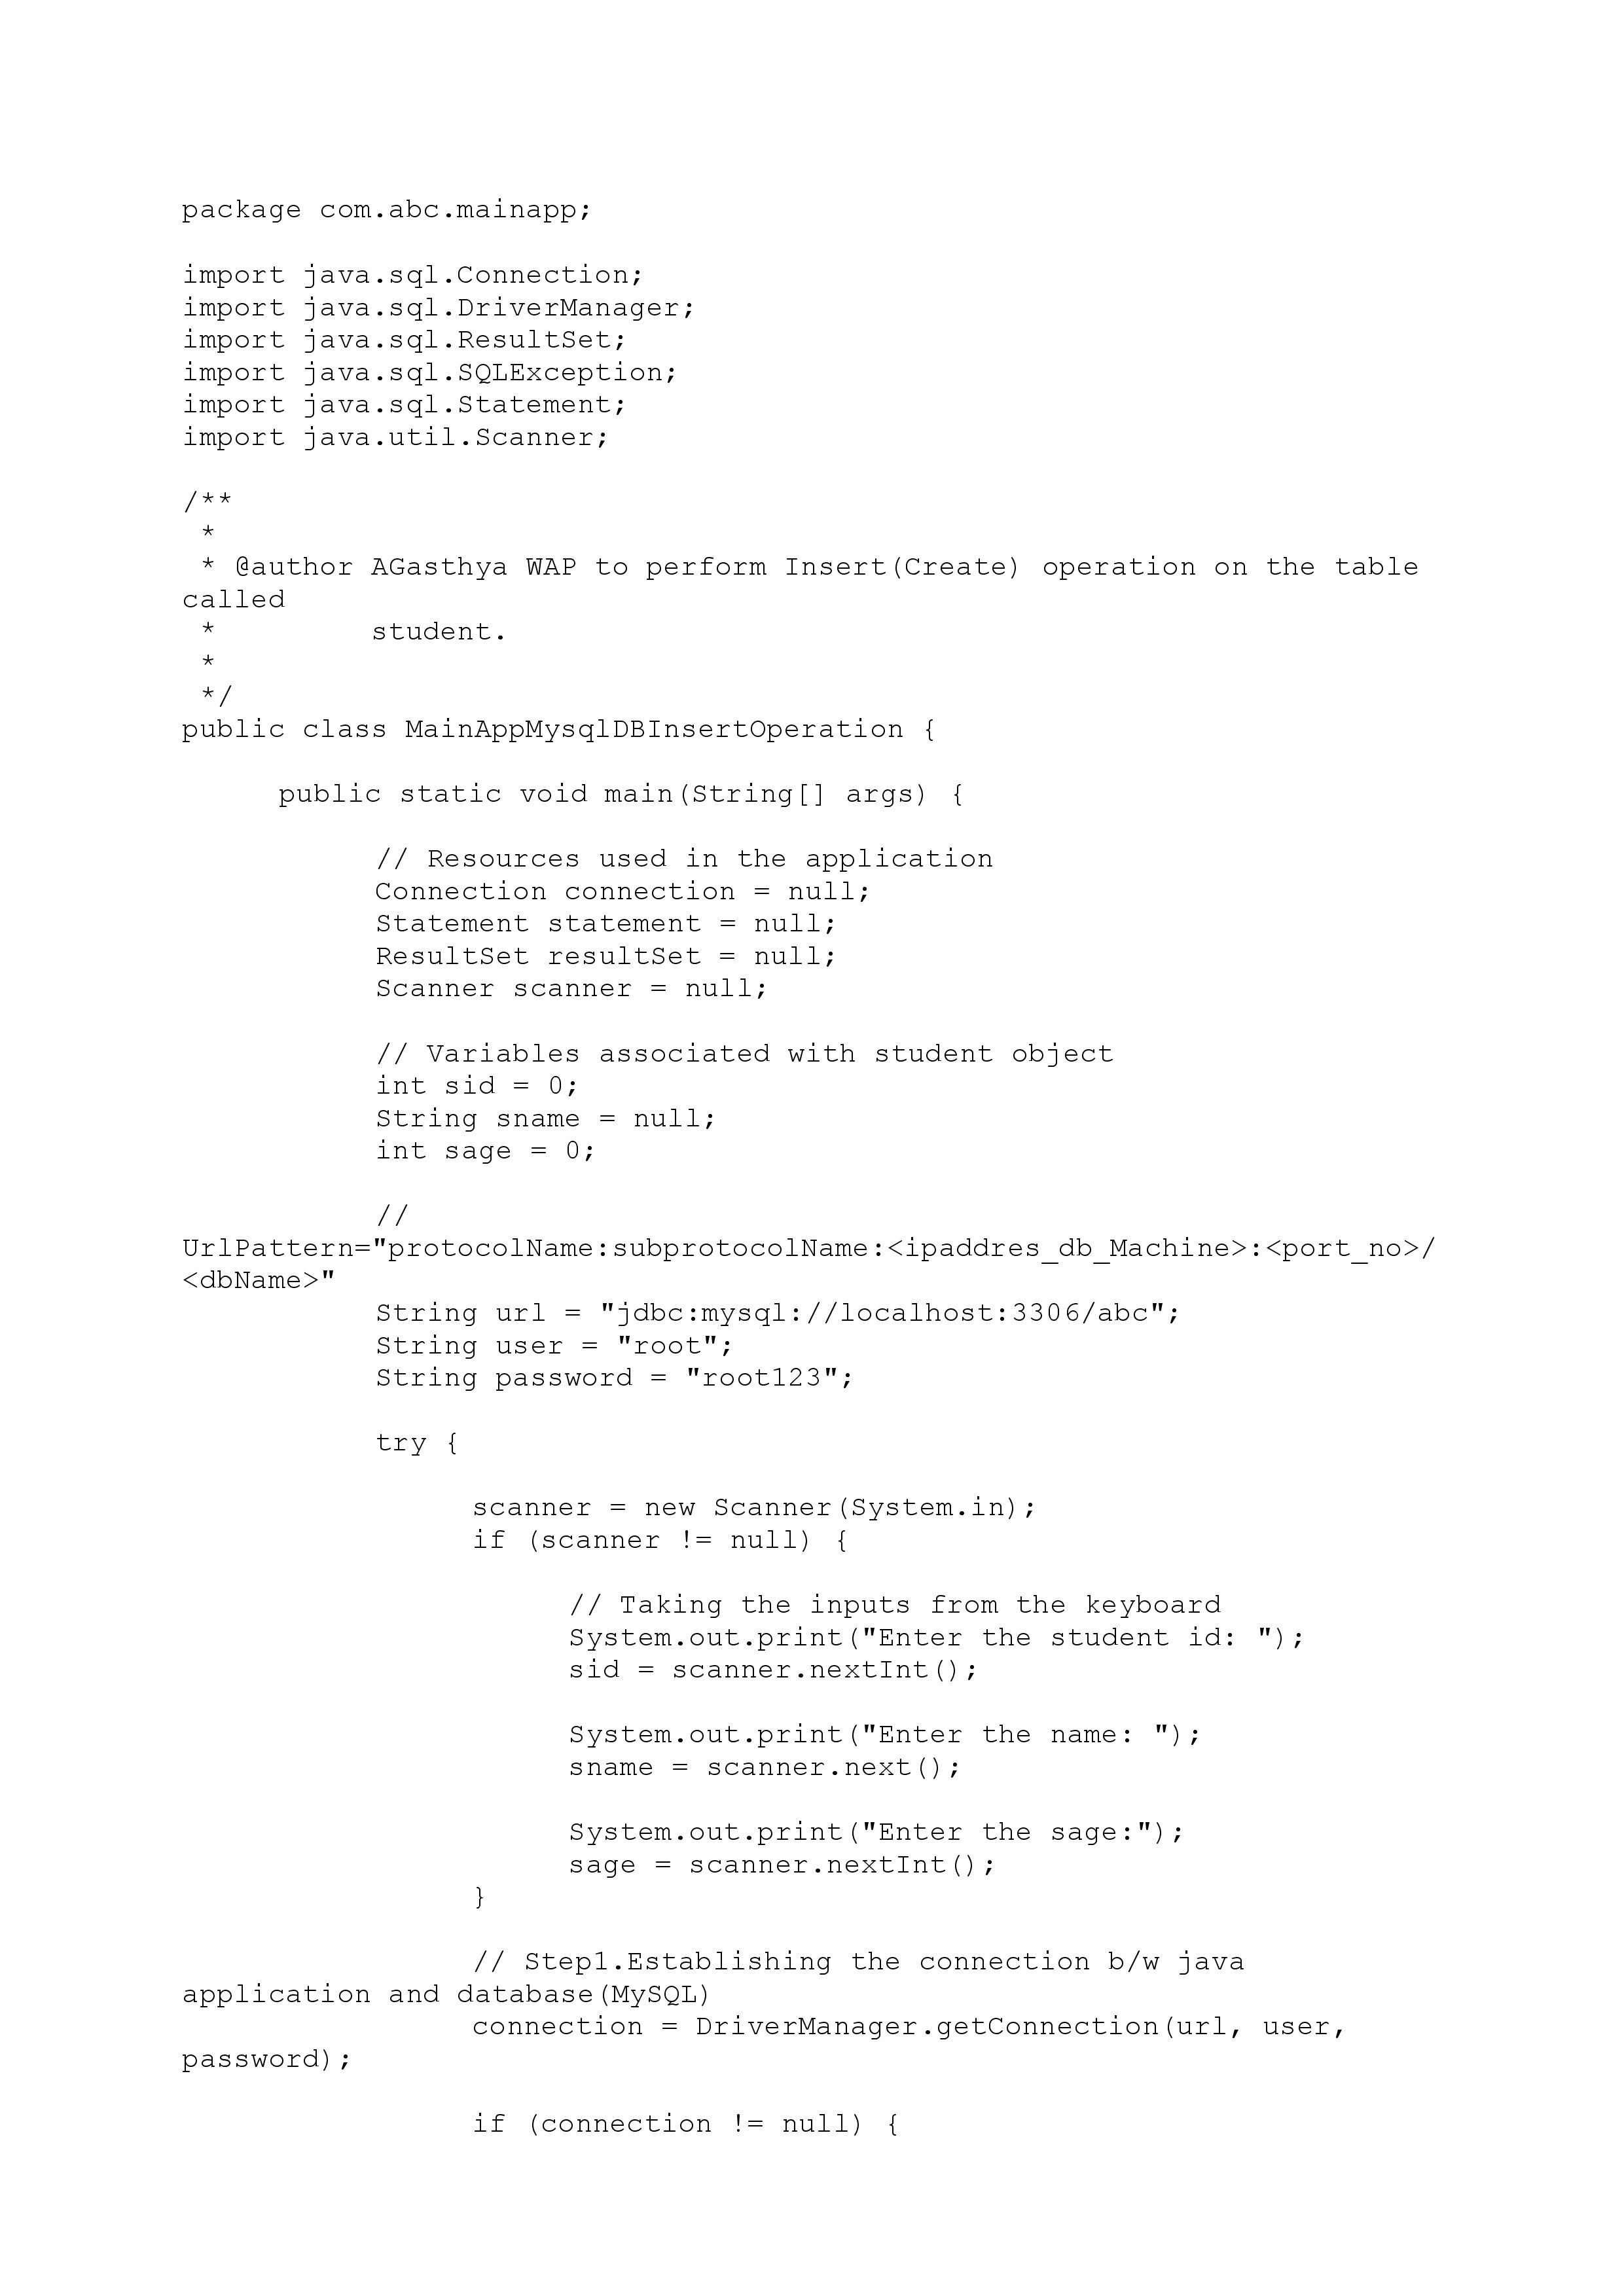 package com.abc.mainapp;

import java.sql.Connection;
import java.sql.DriverManager;
import java.sql.ResultSet;
import java.sql.SQLException;
import java.sql.Statement;
import java.util.Scanner;

/**
 *
 * @author AGasthya WAP to perform Insert(Create) operation on the table
called
 *         student.
 *
 */
public class MainAppMysqlDBInsertOperation {

	public static void main(String[] args) {

		// Resources used in the application
		Connection connection = null;
		Statement statement = null;
		ResultSet resultSet = null;
		Scanner scanner = null;

		// Variables associated with student object
		int sid = 0;
		String sname = null;
		int sage = 0;

		//
UrlPattern="protocolName:subprotocolName:<ipaddres_db_Machine>:<port_no>/
<dbName>"
		String url = "jdbc:mysql://localhost:3306/abc";
		String user = "root";
		String password = "root123";

		try {

			scanner = new Scanner(System.in);
			if (scanner != null) {

				// Taking the inputs from the keyboard
				System.out.print("Enter the student id: ");
				sid = scanner.nextInt();

				System.out.print("Enter the name: ");
				sname = scanner.next();

				System.out.print("Enter the sage:");
				sage = scanner.nextInt();
			}

			// Step1.Establishing the connection b/w java
application and database(MySQL)
			connection = DriverManager.getConnection(url, user,
password);

			if (connection != null) {